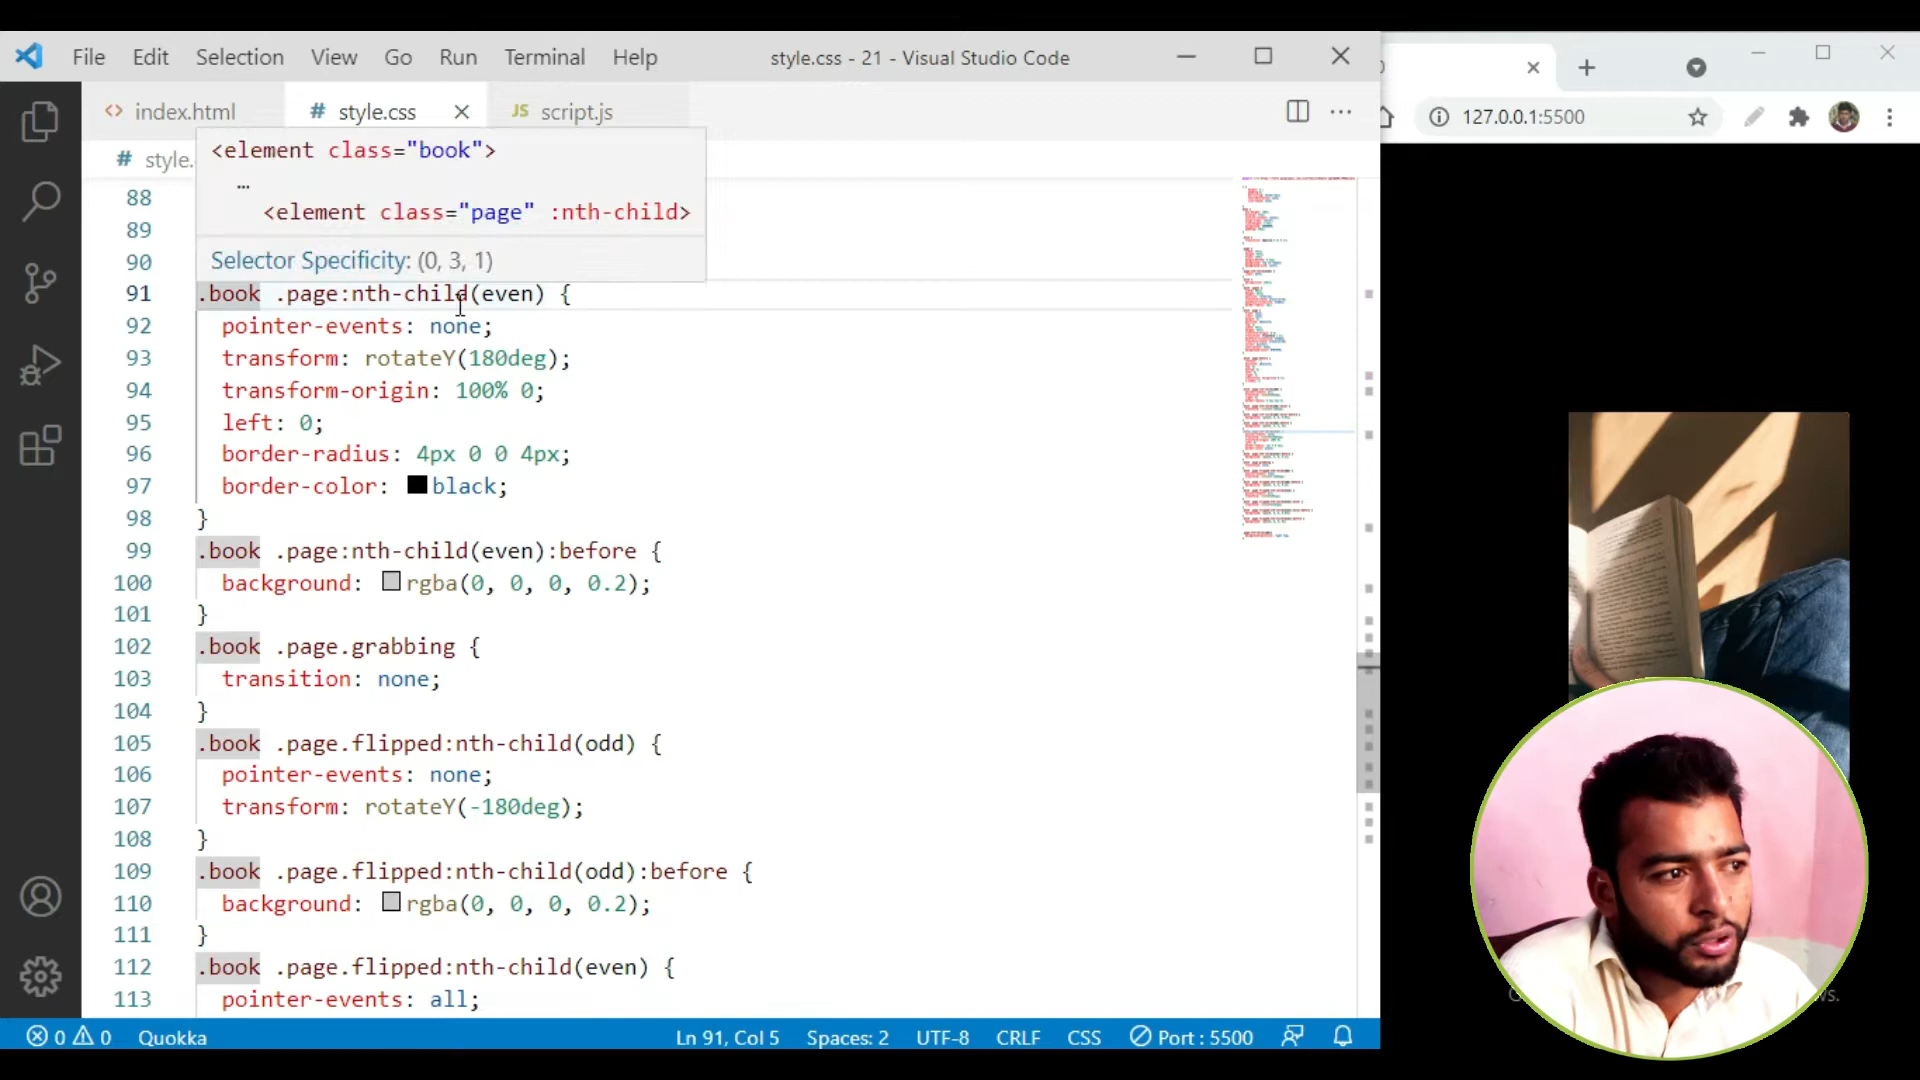 File Edit Selection View Go Run Terminal Help style.css - 21 - Visual Studio Code
index.html # style.css JS script.js
127.0.0.1:5500
# style.
<element class="book">
…
<element class="page" :nth-child>
Selector Specificity: (0, 3, 1)
88
89
90
91 .book .page:nth-child(even) {
92 pointer-events: none;
93 transform: rotateY(180deg);
94 transform-origin: 100% 0;
95 left: 0;
96 border-radius: 4px 0 0 4px;
97 border-color: black;
98 }
99 .book .page:nth-child(even):before {
100 background: rgba(0, 0, 0, 0.2);
101 }
102 .book .page.grabbing {
103 transition: none;
104 }
105 .book .page.flipped:nth-child(odd) {
106 pointer-events: none;
107 transform: rotateY(-180deg);
108 }
109 .book .page.flipped:nth-child(odd):before {
110 background: rgba(0, 0, 0, 0.2);
111 }
112 .book .page.flipped:nth-child(even) {
113 pointer-events: all;
0 0 Quokka Ln 91, Col 5 Spaces: 2 UTF-8 CRLF CSS Port : 5500